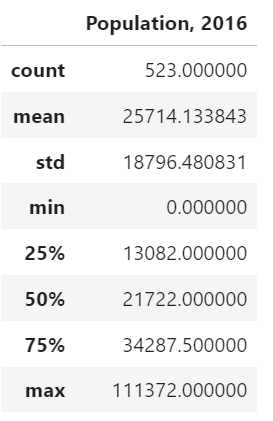 Population, 2016
count 523.000000
mean 25714.133843
std 18796.480831
min 0.000000
25% 13082.000000
50% 21722.000000
75% 34287.500000
max 111372.000000